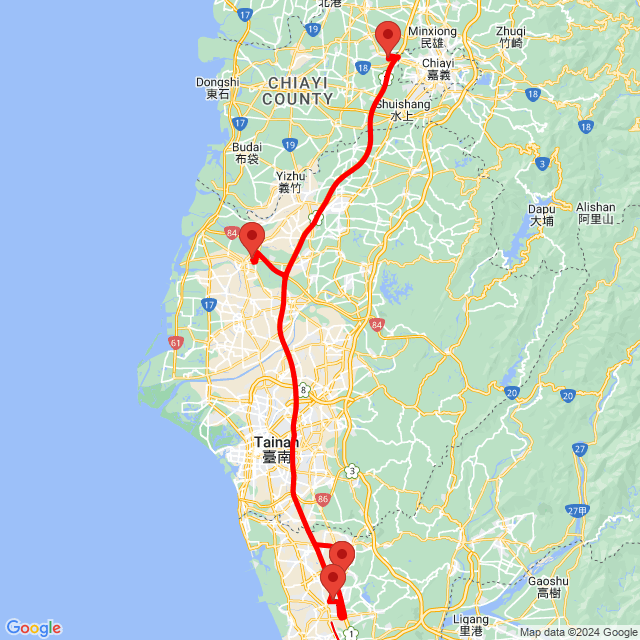 北港
Minxiong
民雄
Zhuqi
竹崎
19
18
Chiayi
嘉義
Dongshi
東石
CHIAYI
COUNTY
18
Shuishang
水上
17
18
Budai
布袋
19
3
Yizhu
義竹
Dapu
大埔
Alishan
阿里山
84
17
84
61
8
20
20
Tainan
臺南
27
3
86
27甲
Gaoshu
高樹
Ligang
里港
1
Google
Map data ©2024 Google